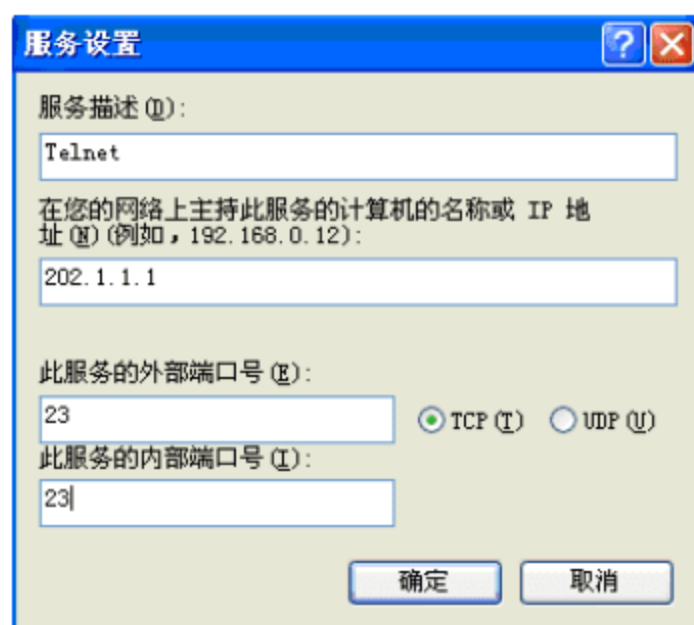 服务设置
服务描述(D):
Telnet
在您的网络上主持此服务的计算机的名称或 IP 地
址(N)(例如，192.168.0.12):
202.1.1.1
此服务的外部端口号(E):
23
TCP(T) UDP(U)
此服务的内部端口号(I):
23
确定 取消